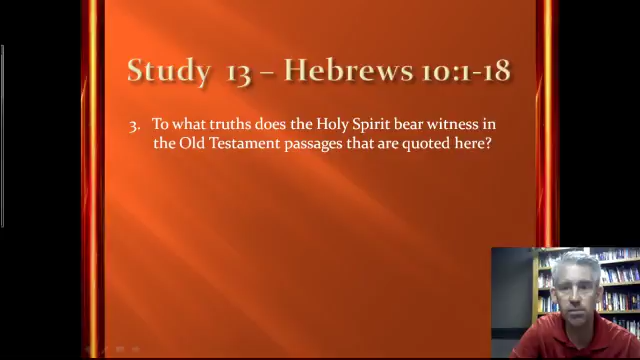 Study 13 – Hebrews 10:1-18
3. To what truths does the Holy Spirit bear witness in
the Old Testament passages that are quoted here?